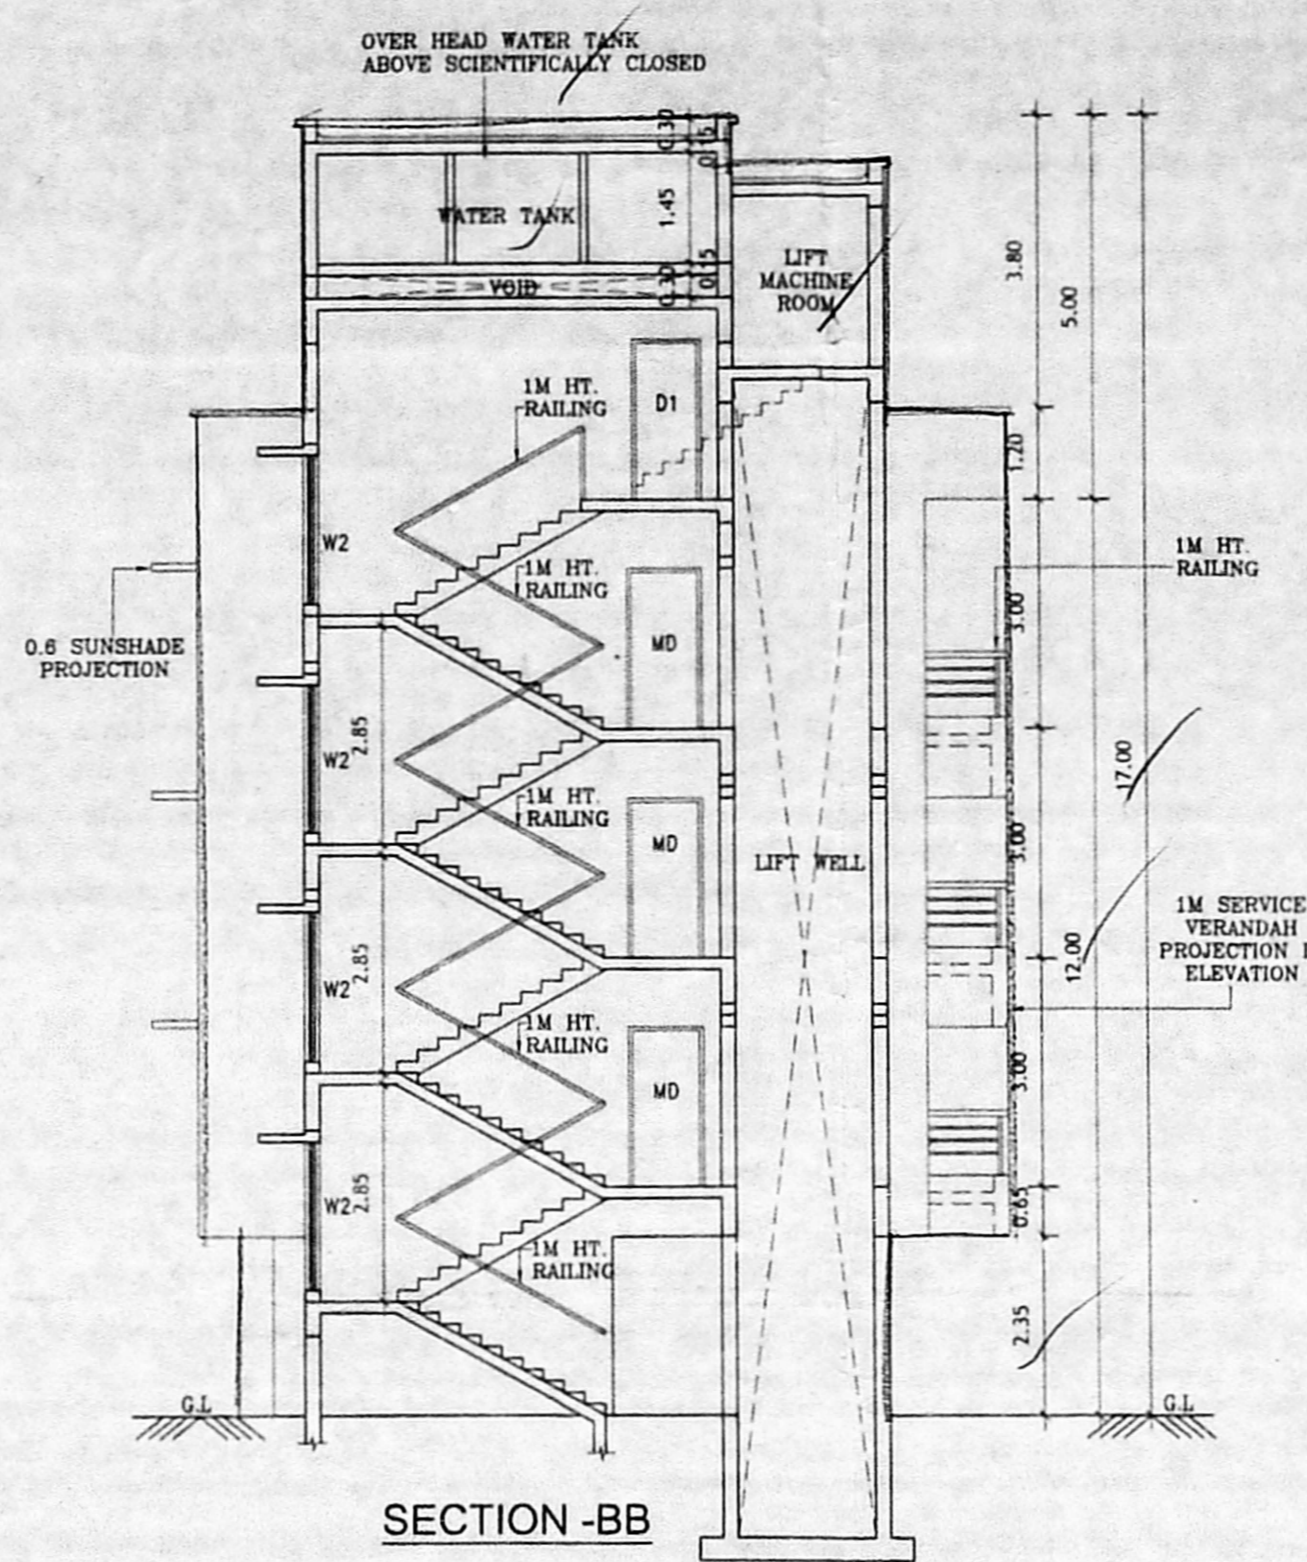 OVER HEAD WATER TANK
ABOVE SCIENTIFICALLY CLOSED
0.30
0.15
WATER TANK
1.45
0.15
VOID
0.30
LIFT
MACHINE
ROOM
3.80
5.00
1M HT.
RAILING
D1
1.20
W2
1M HT.
RAILING
1M HT.
RAILING
0.6 SUNSHADE
PROJECTION
MD
3.00
W2
2.85
17.00
1M HT.
RAILING
MD
LIFT WELL
3.00
1M SERVICE
VERANDAH
PROJECTION
ELEVATION
12.00
W2
2.85
1M HT.
RAILING
MD
3.00
W2
2.85
0.65
1M HT.
RAILING
2.35
G.L
G.L
SECTION -BB